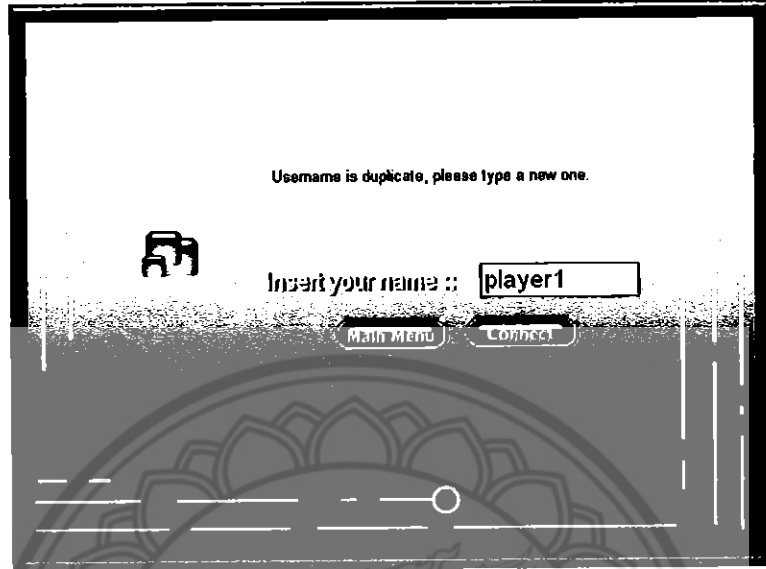 Username is duplicate, please type a new one.
Insert your name :: player1
Main Menu Connect